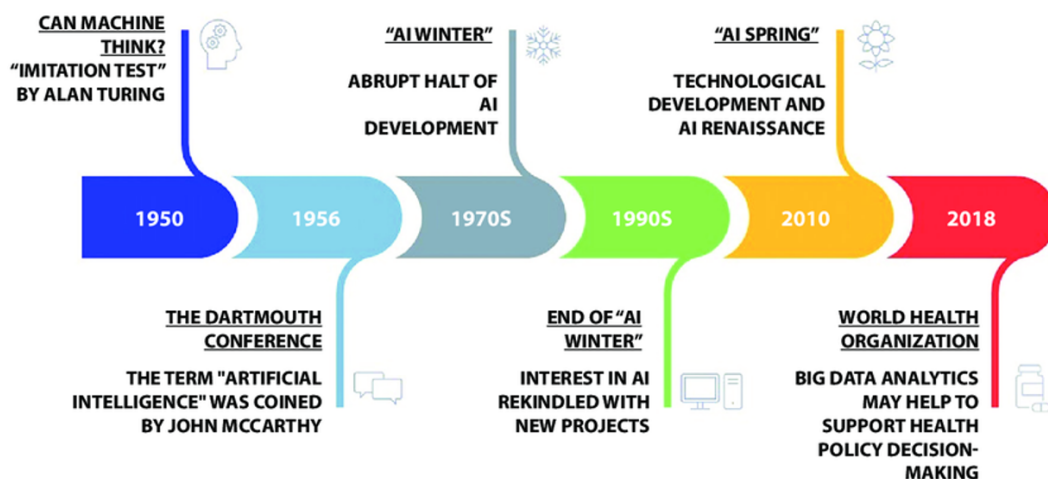 CAN MACHINE
THINK?
“IMITATION TEST”
BY ALAN TURING
“AI WINTER”
ABRUPT HALT OF
AI
DEVELOPMENT
“AI SPRING”
TECHNOLOGICAL
DEVELOPMENT AND
AI RENAISSANCE
1950
1956
1970S
1990S
2010
2018
THE DARTMOUTH
CONFERENCE
THE TERM "ARTIFICIAL
INTELLIGENCE" WAS COINED
BY JOHN MCCARTHY
END OF “AI
WINTER”
INTEREST IN AI
REKINDLED WITH
NEW PROJECTS
WORLD HEALTH
ORGANIZATION
BIG DATA ANALYTICS
MAY HELP TO
SUPPORT HEALTH
POLICY DECISION-
MAKING